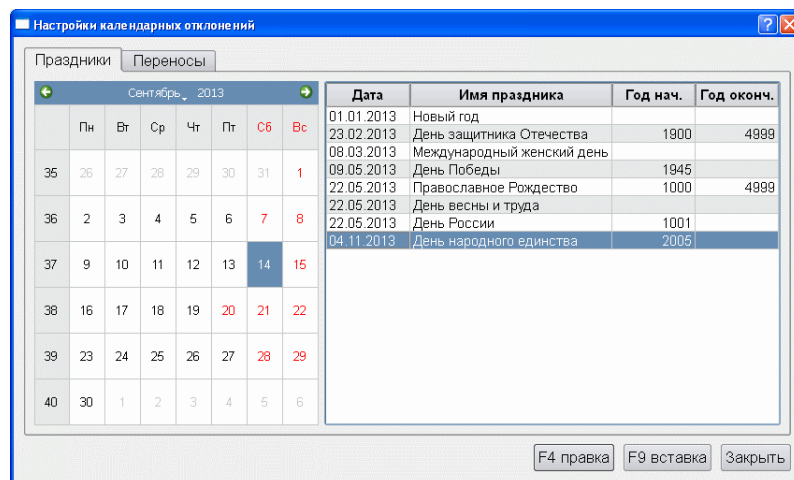 Настройки календарных отклонений
Праздники Переносы
Сентябрь 2013
Пн Вт Ср Чт Пт Сб Вс
35 26 27 28 29 30 31 1
36 2 3 4 5 6 7 8
37 9 10 11 12 13 14 15
38 16 17 18 19 20 21 22
39 23 24 25 26 27 28 29
40 30 1 2 3 4 5 6
Дата Имя праздника Год нач. Год оконч.
01.01.2013 Новый год
23.02.2013 День защитника Отечества 1900 4999
08.03.2013 Международный женский день
09.05.2013 День Победы 1945
22.05.2013 Православное Рождество 1000 4999
22.05.2013 День весны и труда
22.05.2013 День России 1001
04.11.2013 День народного единства 2005
F4 правка F9 вставка Закрыть